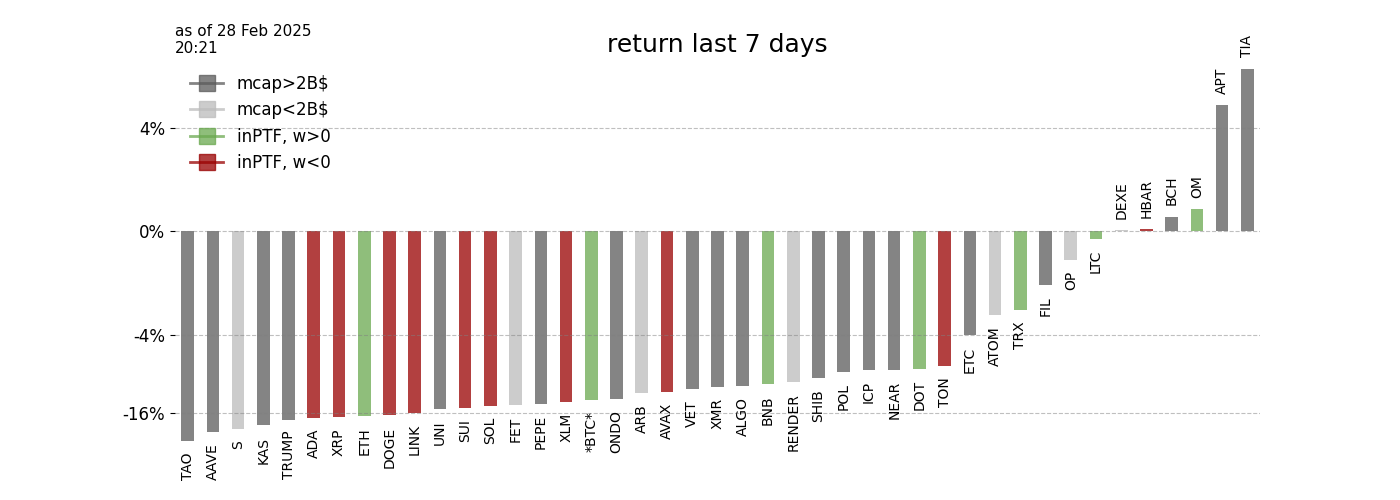 as of 28 Feb 2025
20:21
return last 7 days
mcap>2B$
mcap<2B$
inPTF, w>0
inPTF, w<0
4%
0%
-4%
-16%
TAO
AAVE
S
KAS
TRUMP
ADA
XRP
ETH
DOGE
LINK
UNI
SUI
SOL
FET
PEPE
XLM
*BTC*
ONDO
ARB
AVAX
VET
XMR
ALGO
BNB
RENDER
SHIB
POL
ICP
NEAR
DOT
TON
ETC
ATOM
TRX
FIL
OP
LTC
DEXE
HBAR
BCH
OM
APT
TIA